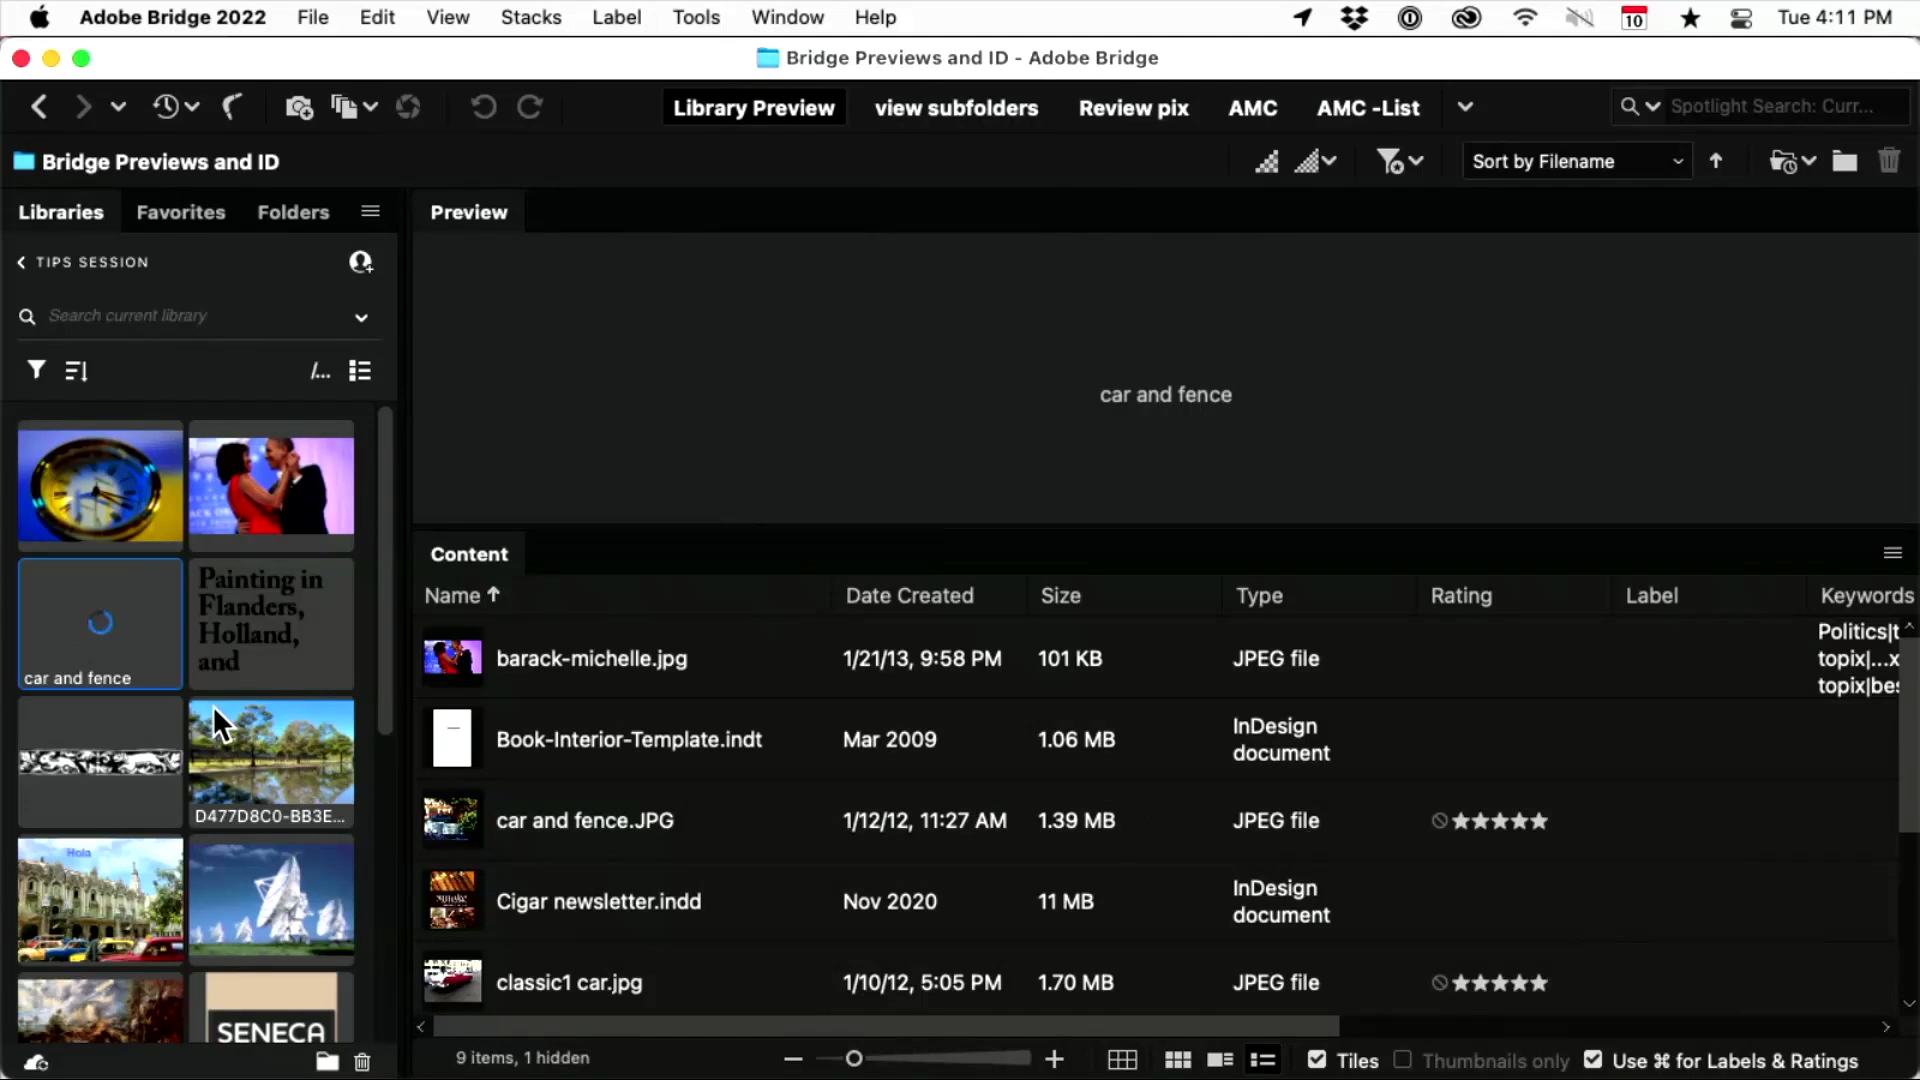 Adobe Bridge 2022 File Edit View Stacks Label Tools Window Help 10 Tue 4:11 PM
Bridge Previews and ID - Adobe Bridge
Library Preview view subfolders Review pix AMC AMC -List Spotlight Search: Curr...
Bridge Previews and ID Sort by Filename
Libraries Favorites Folders
Preview
TIPS SESSION
Search current library
/...
car and fence
Painting in
Flanders,
Holland,
and
car and fence
D477D8C0-BB3E...
Hola
SENECA
Content
Name Date Created Size Type Rating Label Keywords
barack-michelle.jpg 1/21/13, 9:58 PM 101 KB JPEG file
Politics|t
topix|...x
topix|bes
Book-Interior-Template.indt Mar 2009 1.06 MB InDesign
document
car and fence.JPG 1/12/12, 11:27 AM 1.39 MB JPEG file
Cigar newsletter.indd Nov 2020 11 MB InDesign
document
classic1 car.jpg 1/10/12, 5:05 PM 1.70 MB JPEG file
9 items, 1 hidden Tiles Thumbnails only Use ⌘ for Labels & Ratings